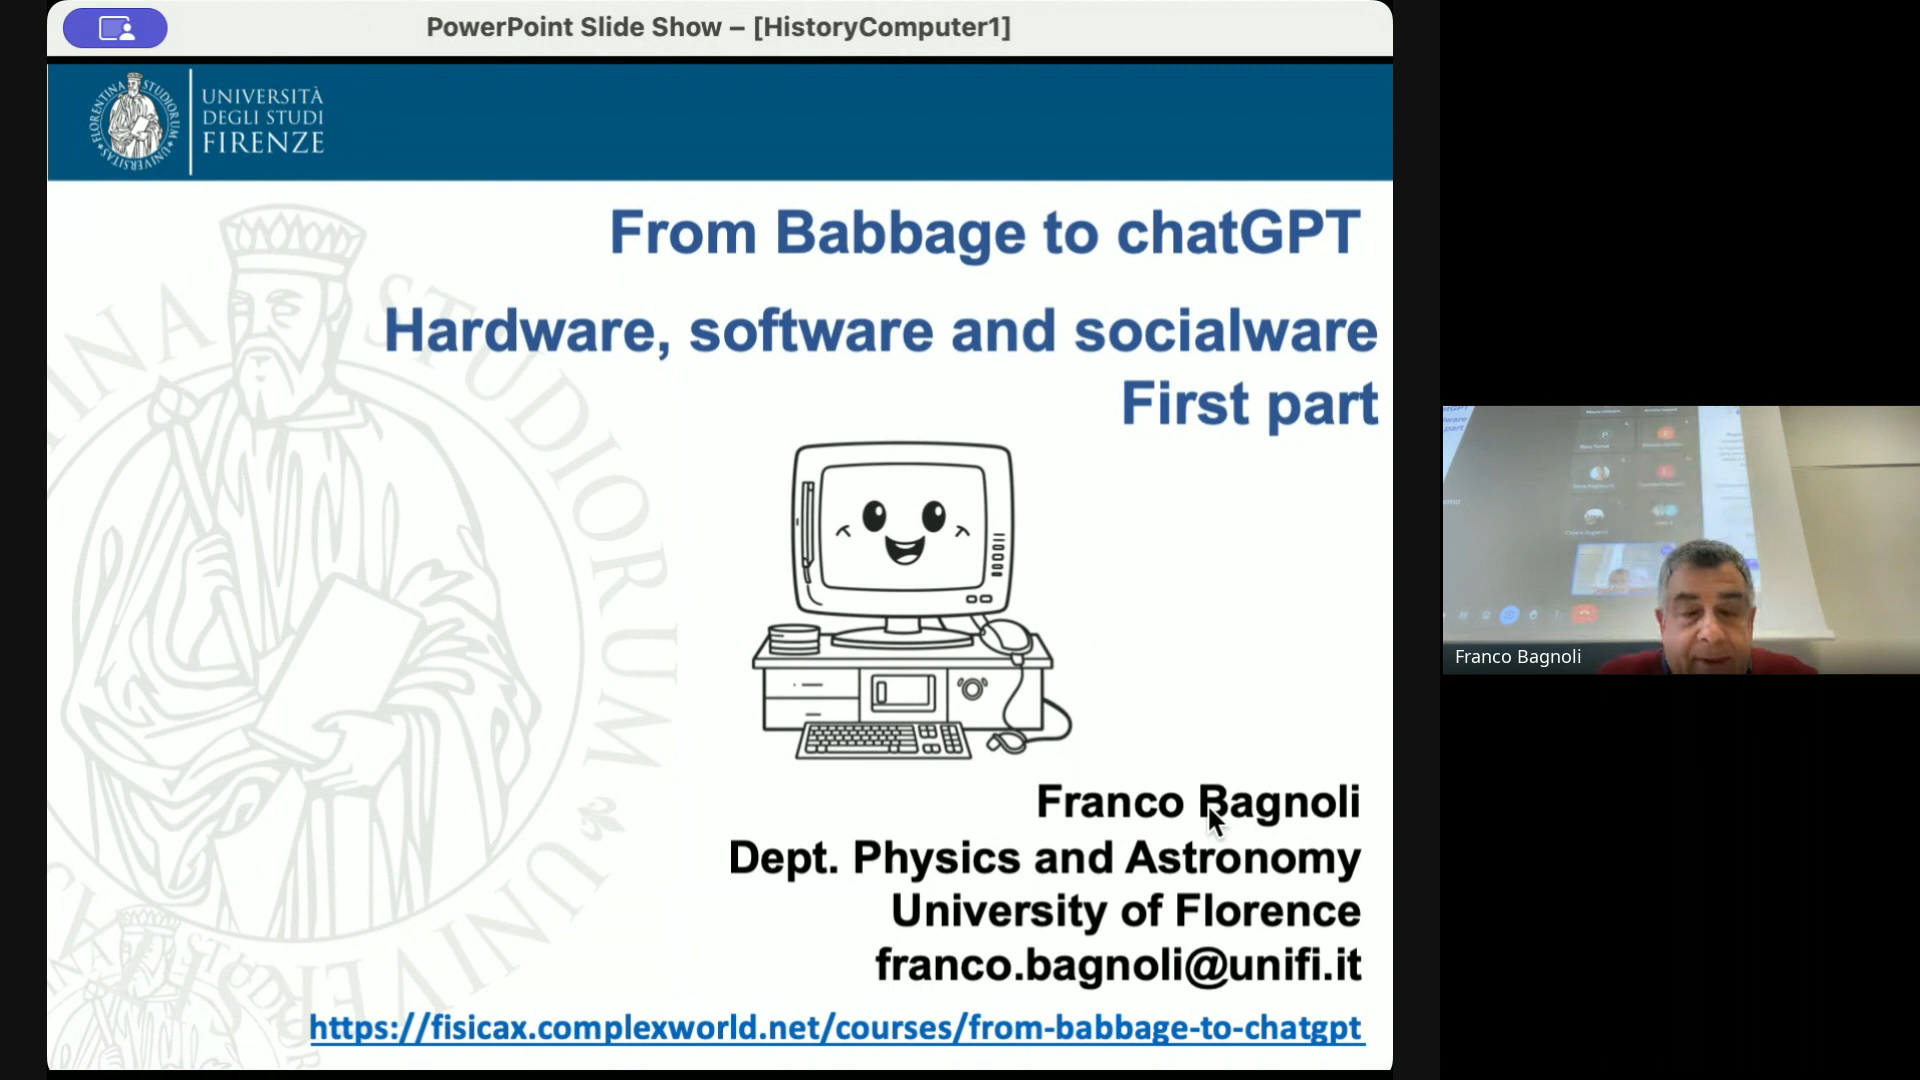 PowerPoint Slide Show – [HistoryComputer1]
UNIVERSITÀ
DEGLI STUDI
FIRENZE
From Babbage to chatGPT
Hardware, software and socialware
First part
Franco Bagnoli
Dept. Physics and Astronomy
University of Florence
franco.bagnoli@unifi.it
https://fisicax.complexworld.net/courses/from-babbage-to-chatgpt
Franco Bagnoli